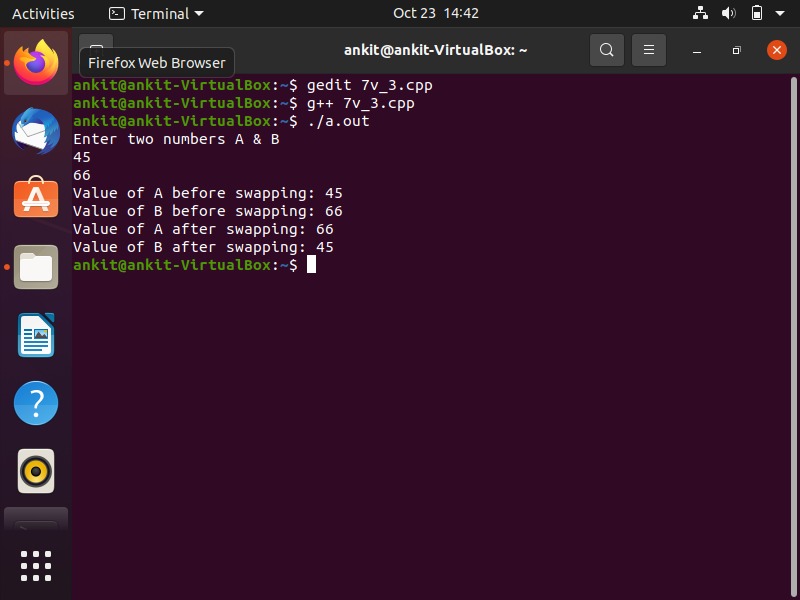 Activities
Terminal
Oct 23 14:42
ankit@ankit-VirtualBox: ~
Firefox Web Browser
ankit@ankit-VirtualBox:~$ gedit 7v_3.cpp
ankit@ankit-VirtualBox:~$ g++ 7v_3.cpp
ankit@ankit-VirtualBox:~$ ./a.out
Enter two numbers A & B
45
66
Value of A before swapping: 45
Value of B before swapping: 66
Value of A after swapping: 66
Value of B after swapping: 45
ankit@ankit-VirtualBox:~$